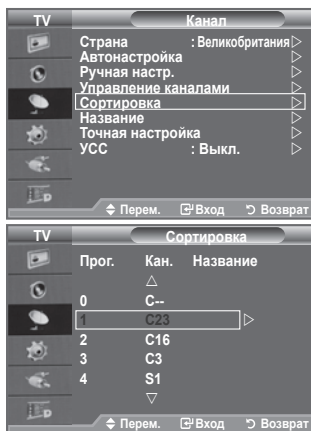 TV Канал
Страна : Великобритания
Автонастройка
Ручная настр.
Управление каналами
Сортировка
Название
Точная настройка
УСС : Выкл.
Перем. Вход Возврат
TV Сортировка
Прог. Кан. Название
0 C--
1 C23
2 C16
3 C3
4 S1
Перем. Вход Возврат